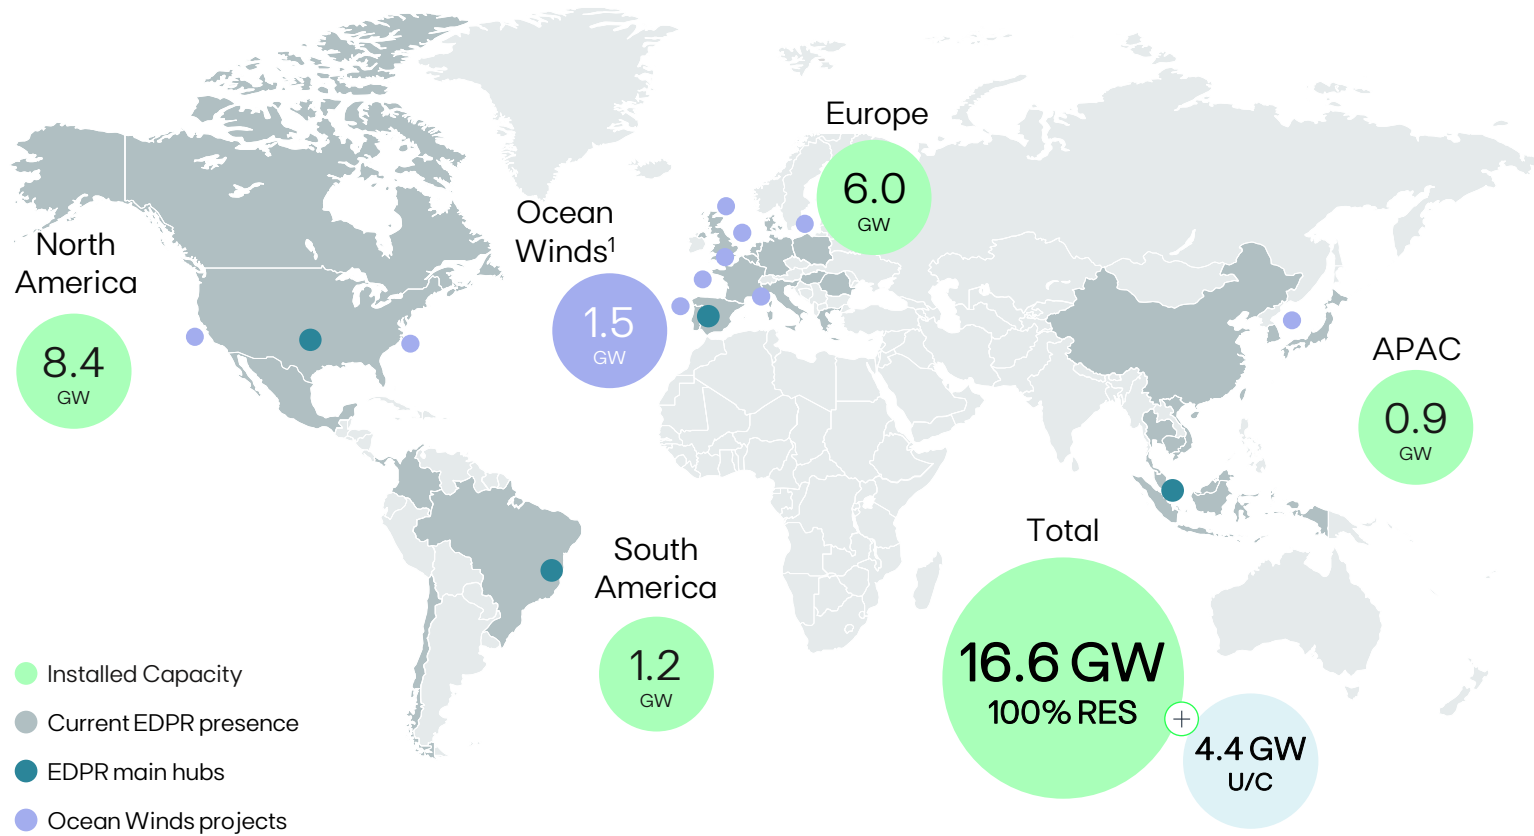 Europe
6.0
GW
Ocean
Winds¹
1.5
GW
North
America
8.4
GW
APAC
0.9
GW
South
America
1.2
GW
Total
16.6 GW
100% RES
+
4.4 GW
U/C
Installed Capacity
Current EDPR presence
EDPR main hubs
Ocean Winds projects